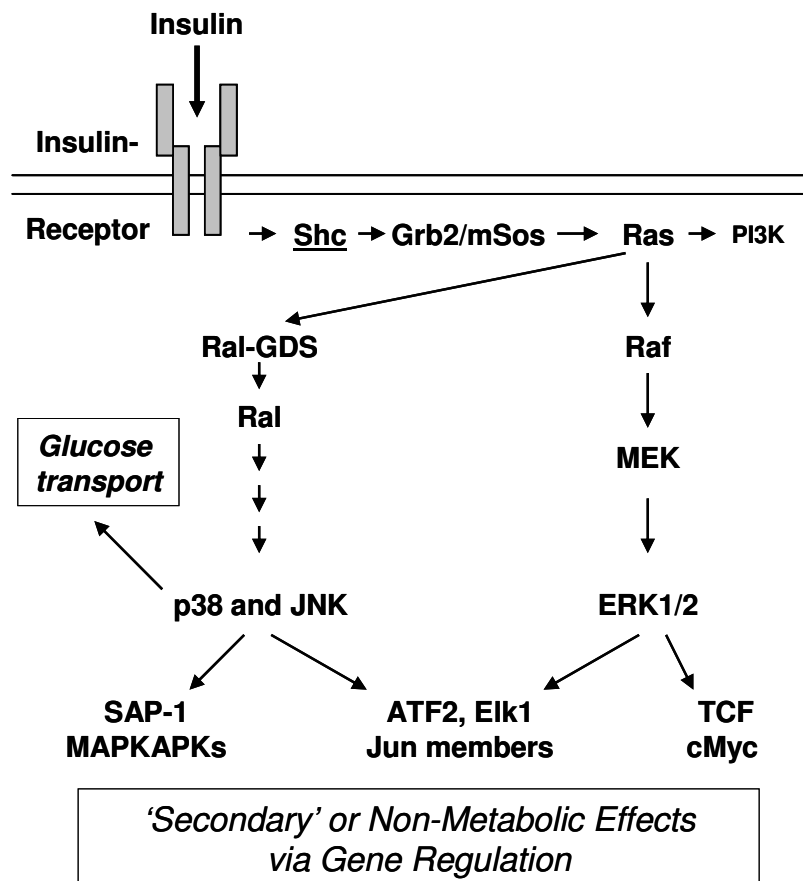 Insulin
Insulin-
Receptor
Shc
Grb2/mSos
Ras
PI3K
Ral-GDS
Raf
Ral
Glucose
transport
MEK
p38 and JNK
ERK1/2
SAP-1
MAPKAPKs
ATF2, Elk1
Jun members
TCF
cMyc
‘Secondary’ or Non-Metabolic Effects
via Gene Regulation